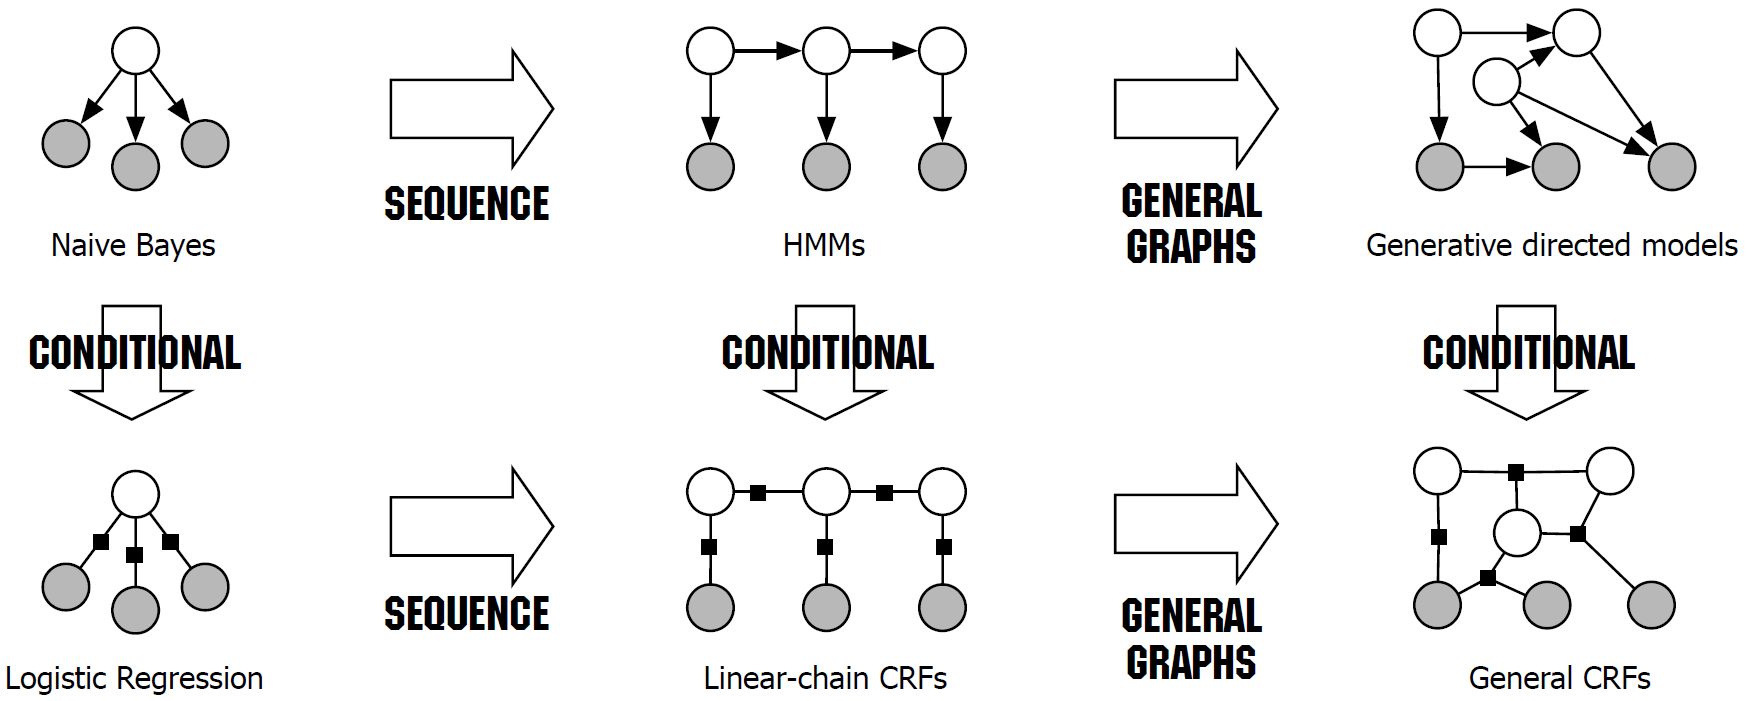 SEQUENCE
GENERAL
GRAPHS
Naive Bayes
HMMs
Generative directed models
CONDITIONAL
CONDITIONAL
CONDITIONAL
SEQUENCE
GENERAL
GRAPHS
Logistic Regression
Linear-chain CRFs
General CRFs